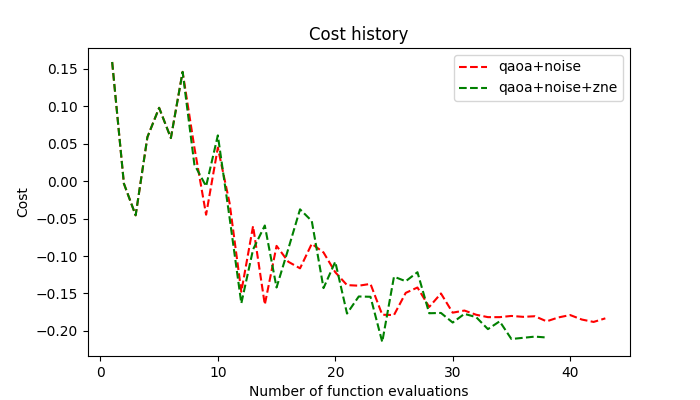 Cost history
qaoa+noise
qaoa+noise+zne
Cost
0.15
0.10
0.05
0.00
−0.05
−0.10
−0.15
−0.20
0 10 20 30 40
Number of function evaluations